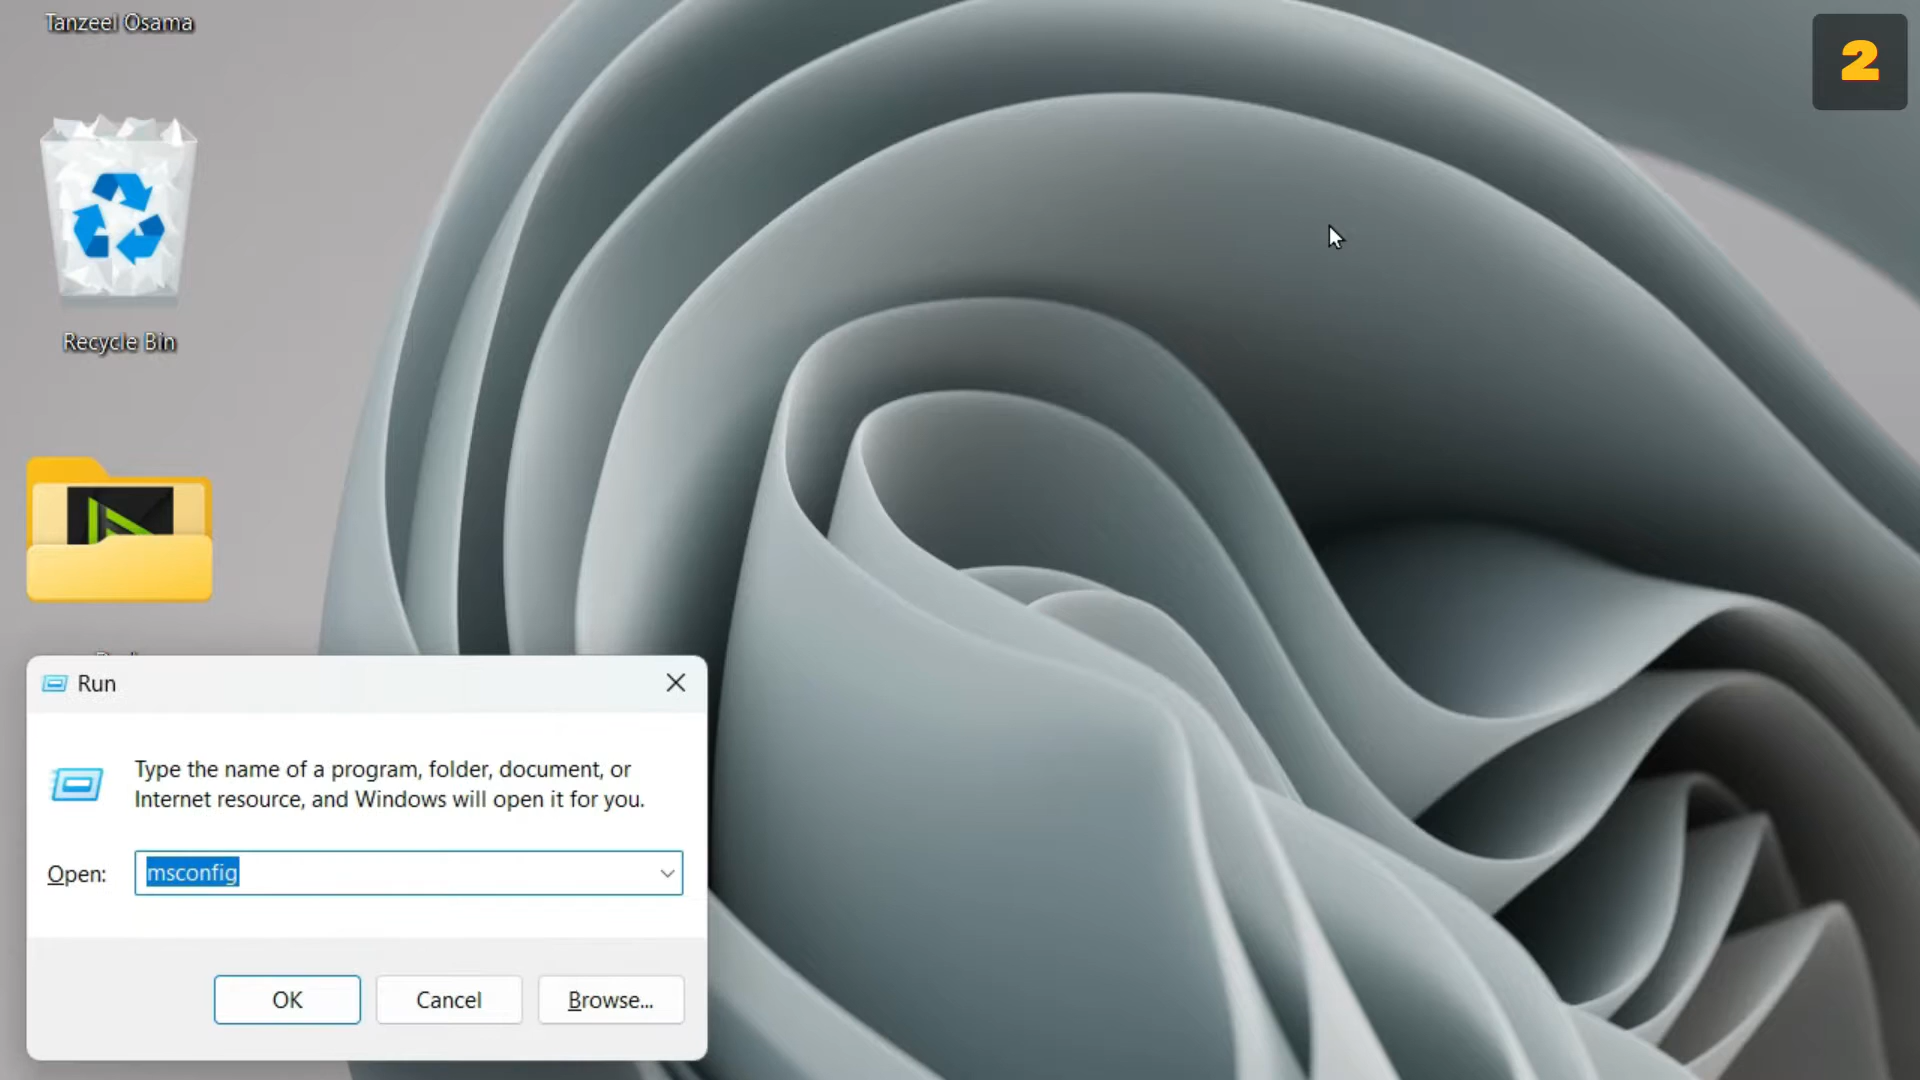 Tanzeel Osama
2
Recycle Bin
Run
Type the name of a program, folder, document, or
Internet resource, and Windows will open it for you.
Open:
msconfig
OK
Cancel
Browse...